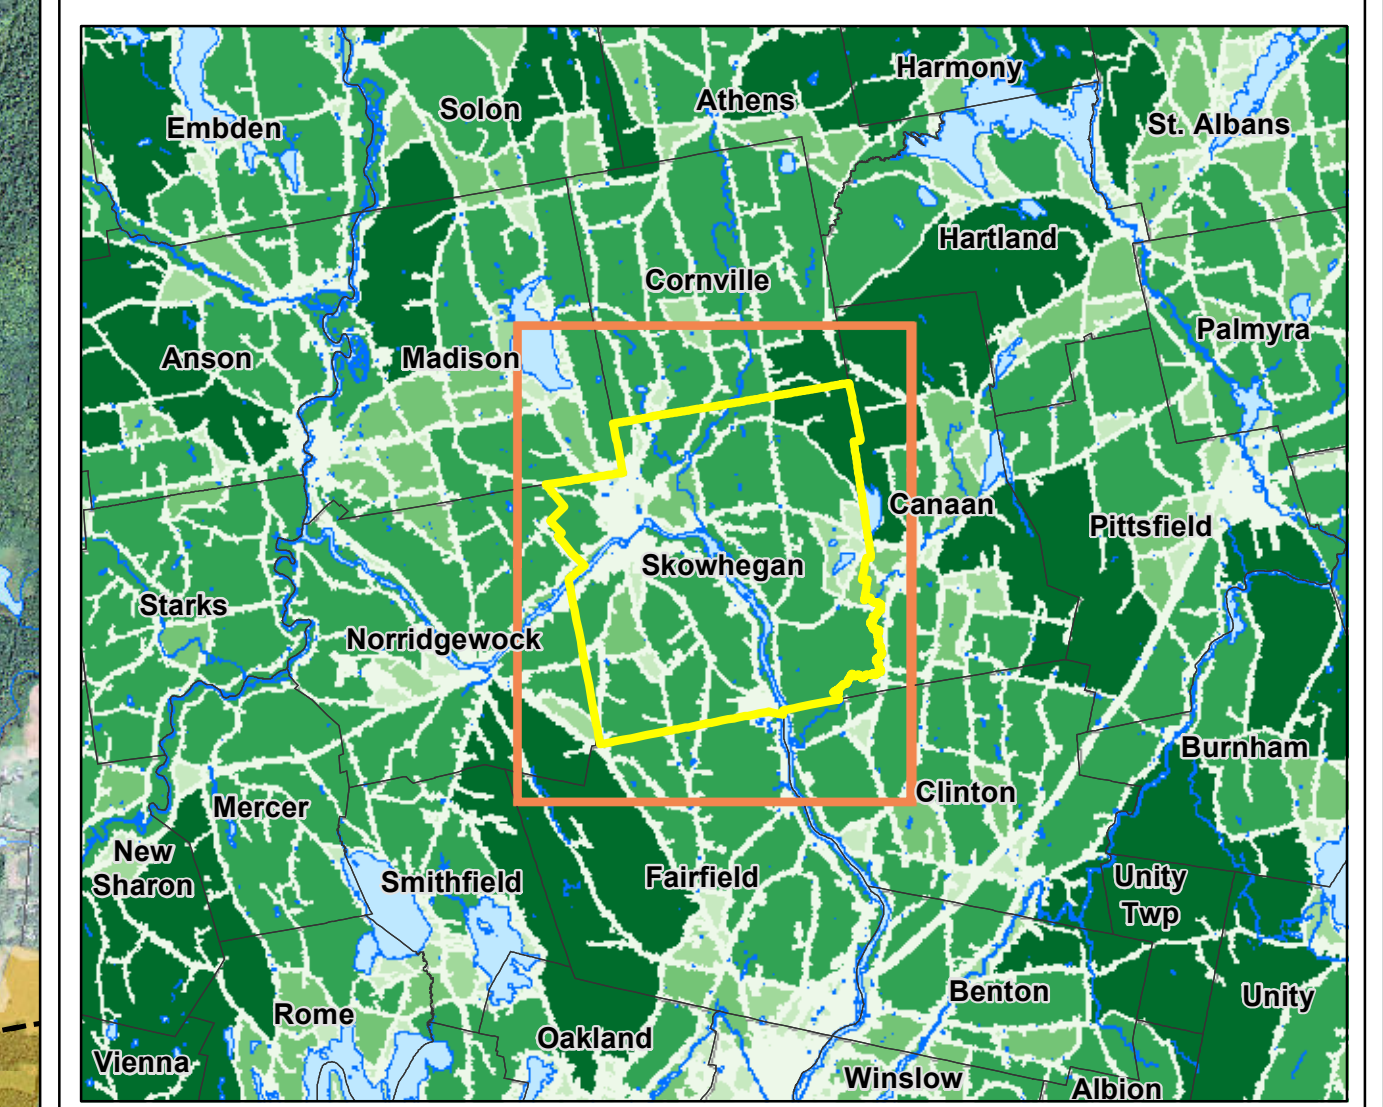 Harmony
Solon
Athens
Embden
St. Albans
Hartland
Cornville
Palmyra
Anson
Madison
Canaan
Pittsfield
Skowhegan
Starks
Norridgewock
Burnham
Clinton
Mercer
New
Sharon
Smithfield
Fairfield
Unity
Twp
Benton
Unity
Rome
Oakland
Vienna
Winslow
Albion